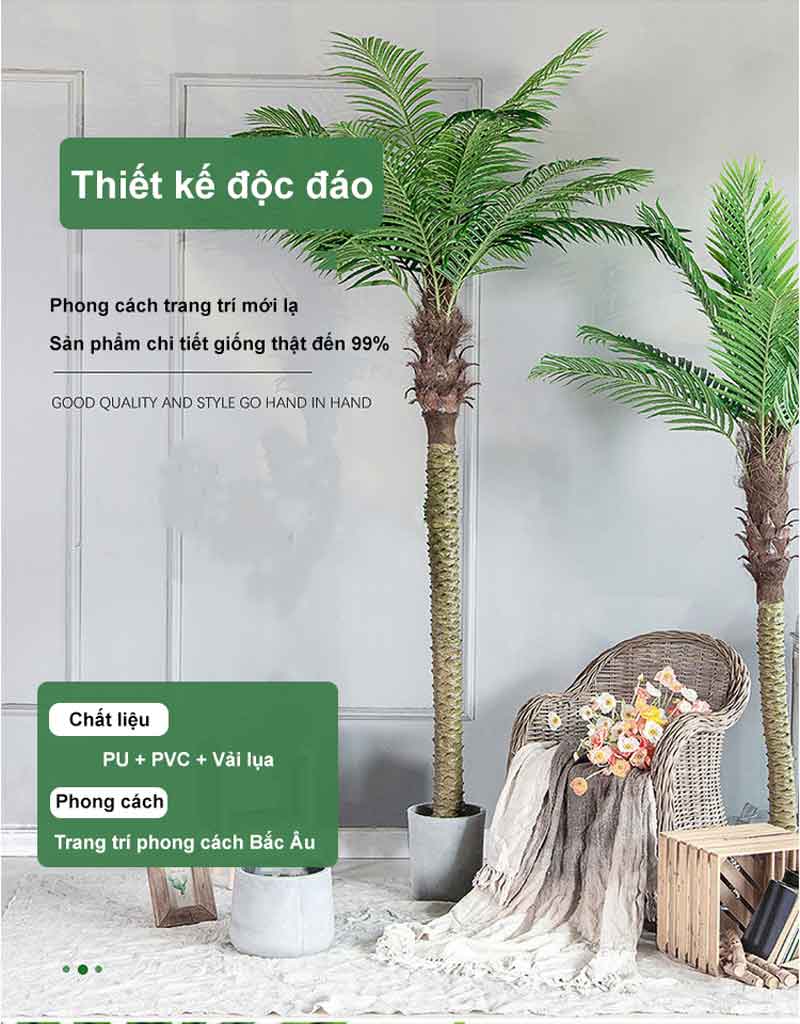 Thiết kế độc đáo
Phong cách trang trí mới lạ
Sản phẩm chi tiết giống thật đến 99%
GOOD QUALITY AND STYLE GO HAND IN HAND
Chất liệu
PU + PVC + Vải lụa
Phong cách
Trang trí phong cách Bắc Âu